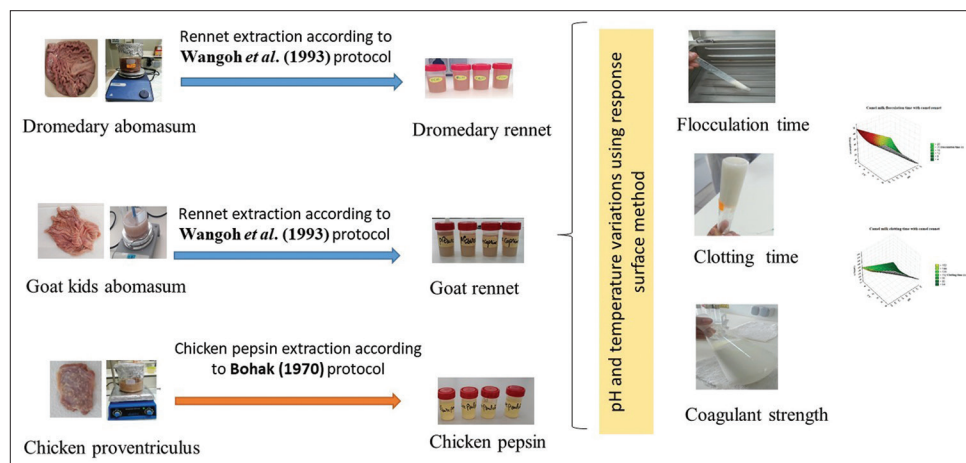 Rennet extraction according to
Wangoh et al. (1993) protocol
Dromedary abomasum
Dromedary rennet
Rennet extraction according to
Wangoh et al. (1993) protocol
Goat kids abomasum
Goat rennet
Chicken pepsin extraction according
to Bohak (1970) protocol
Chicken proventriculus
Chicken pepsin
pH and temperature variations using response
surface method
Flocculation time
Clotting time
Coagulant strength
Camel milk flocculation time with camel rennet
Camel milk clotting time with camel rennet